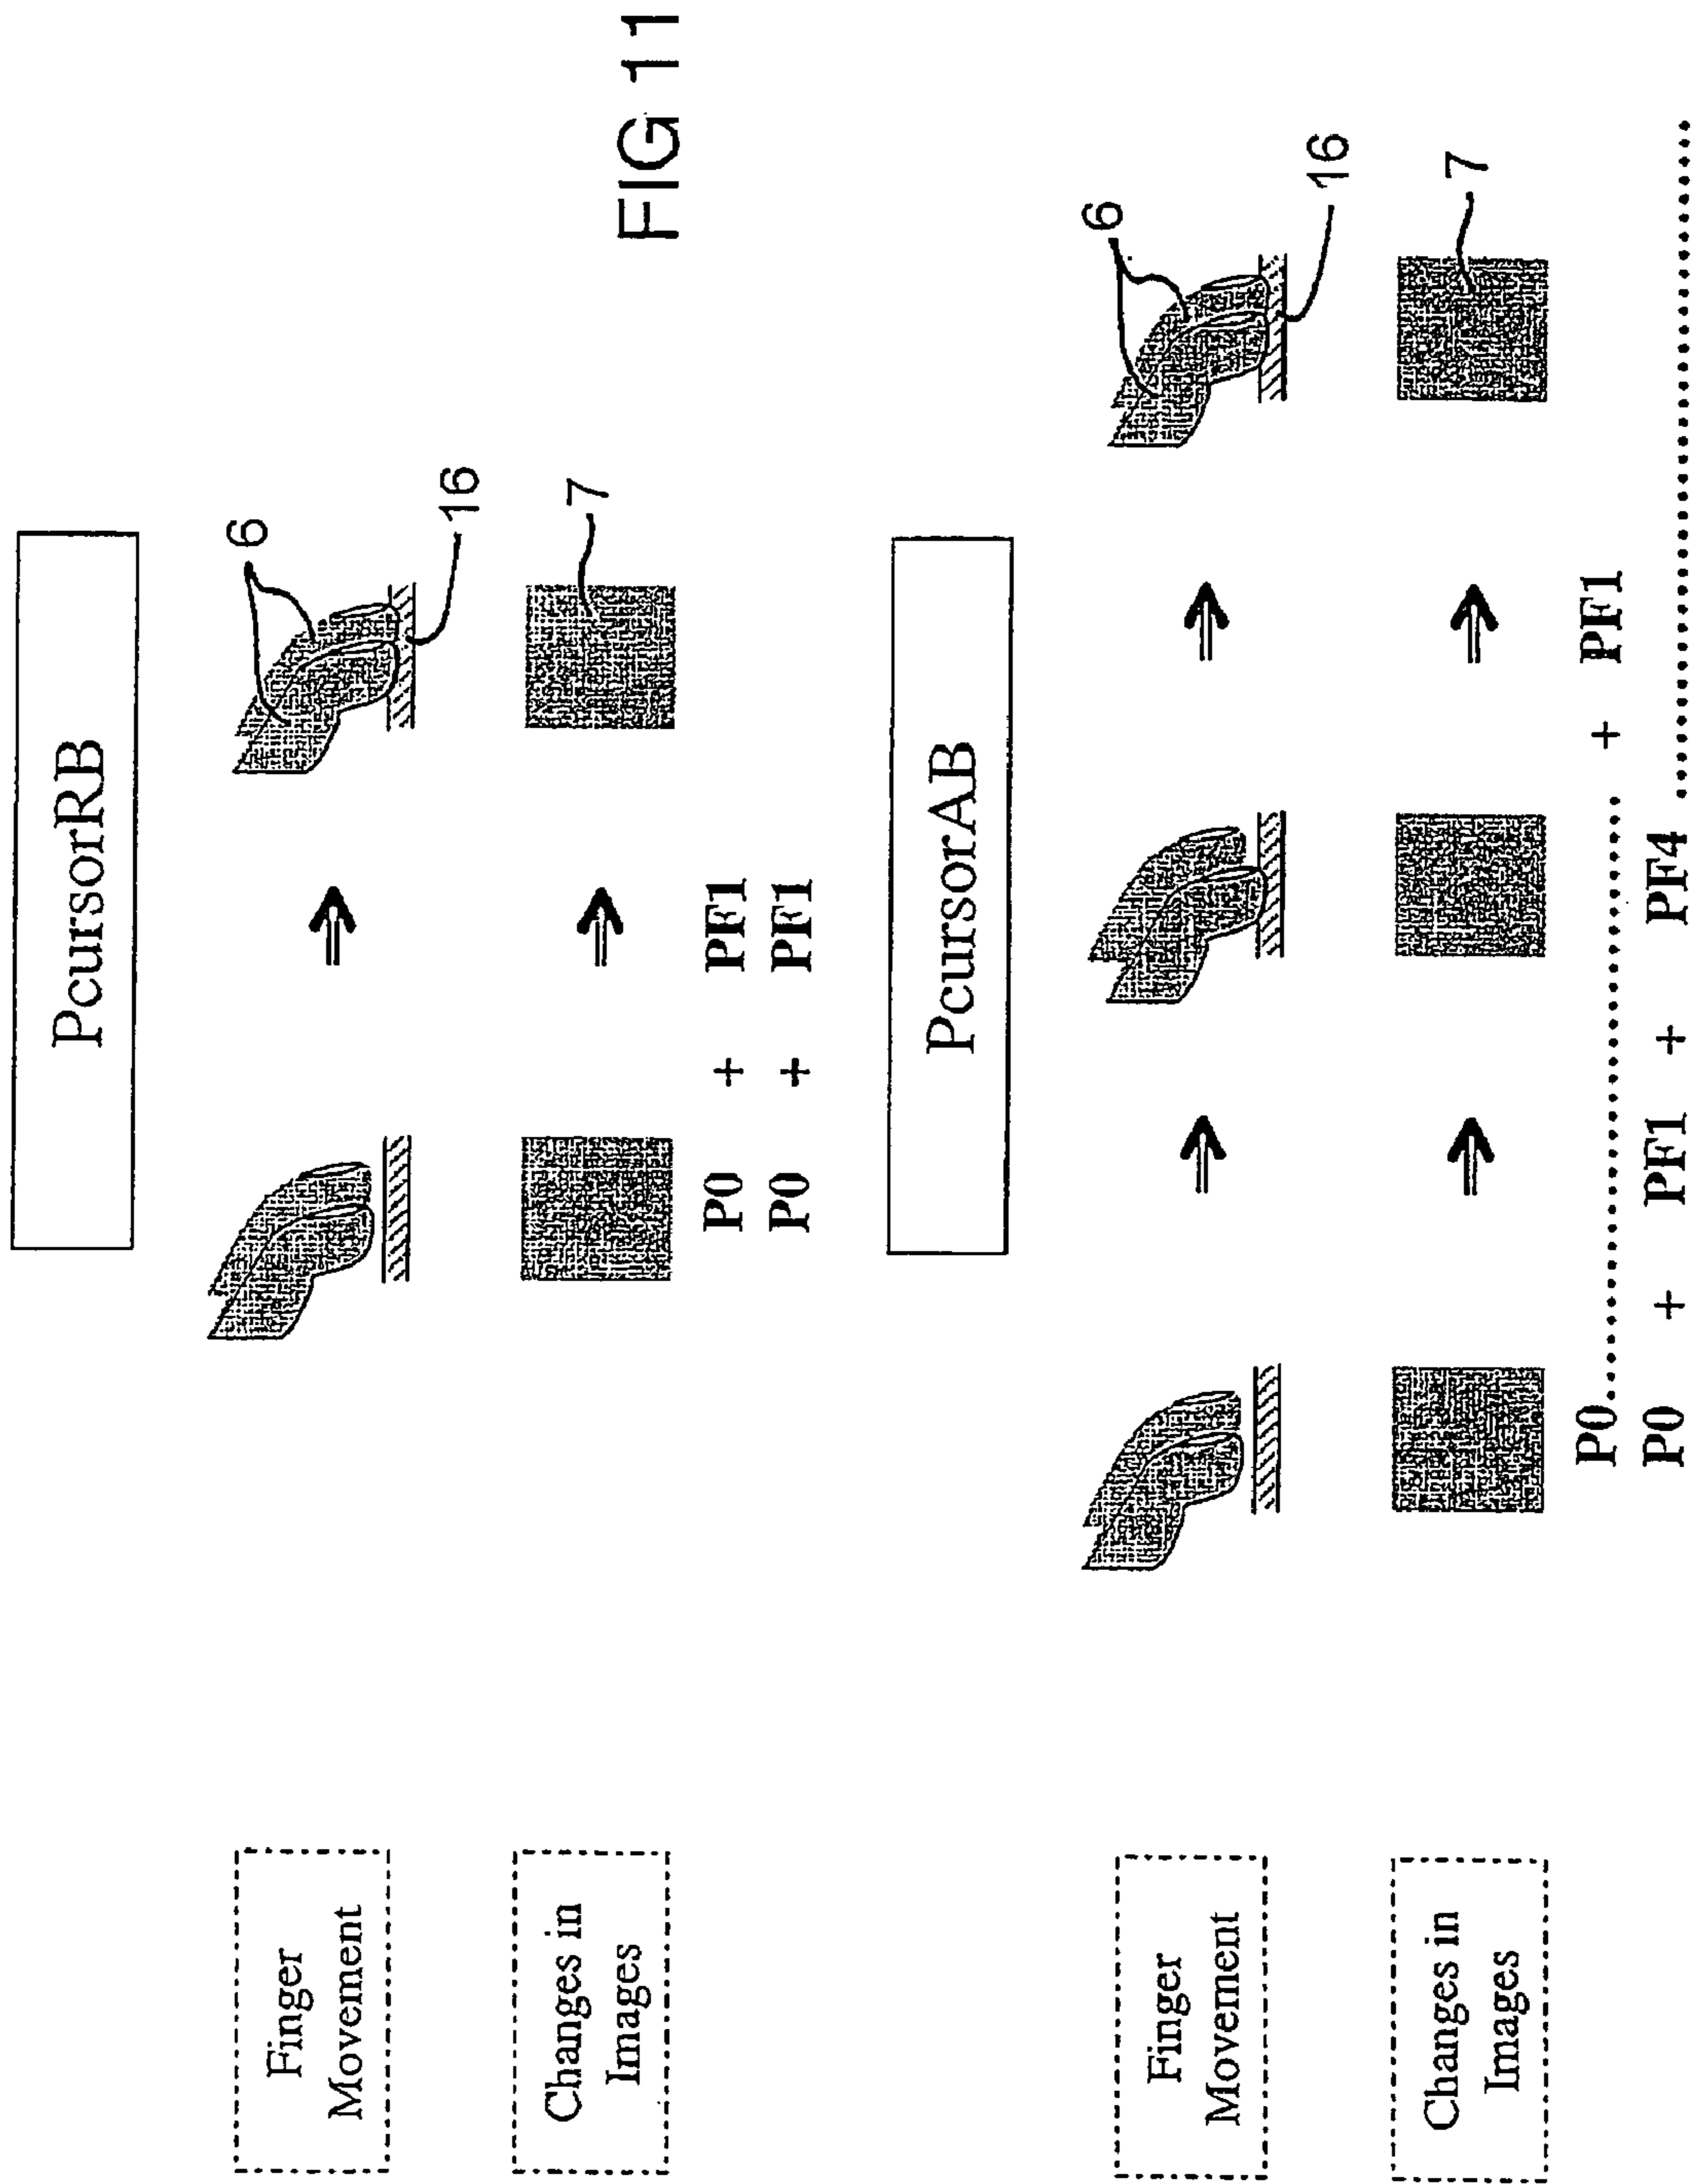 PcursorRB
Finger
Movement
6
16
Changes in
Images
7
P0 + PF1
P0 + PF1
FIG 11
PcursorAB
Finger
Movement
6
16
Changes in
Images
7
P0.............................. + PF1
P0 + PF1 + PF4 ..............................